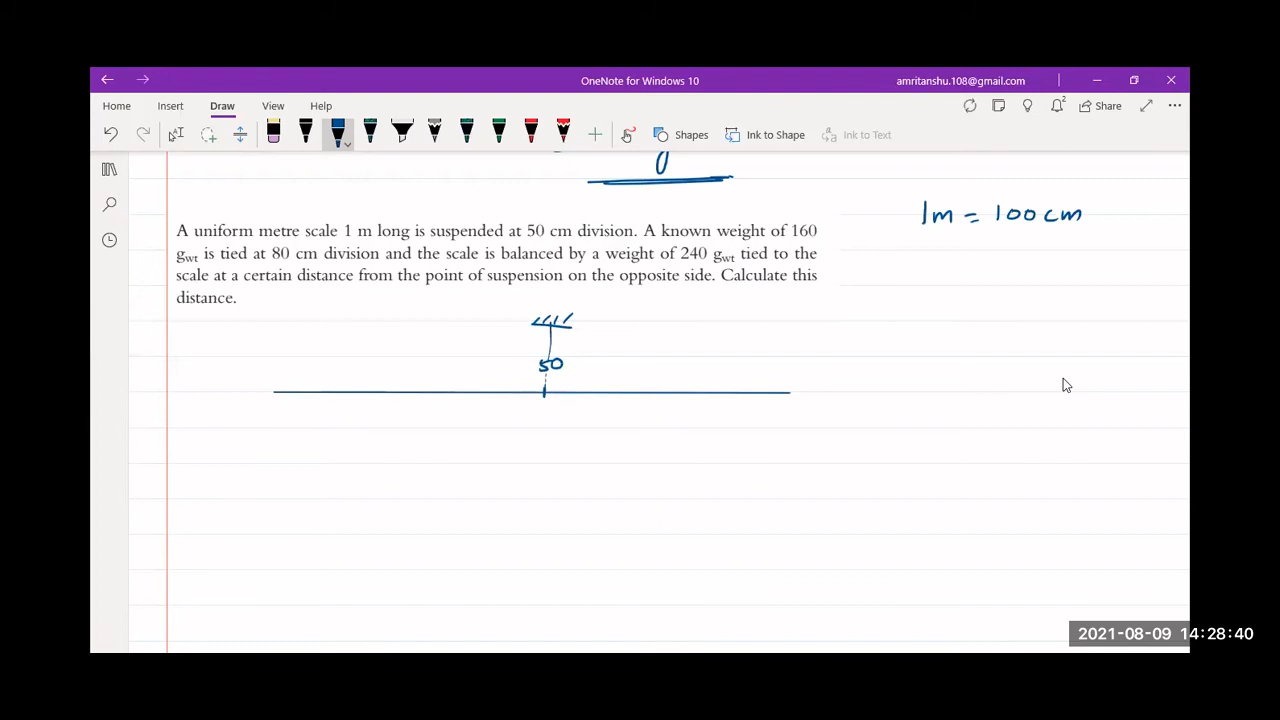 OneNote for Windows 10
amritanshu.108@gmail.com
Home Insert Draw View Help
2
Share
Shapes
Ink to Shape
Ink to Text
1m = 100 cm
A uniform metre scale 1 m long is suspended at 50 cm division. A known weight of 160
gwt is tied at 80 cm division and the scale is balanced by a weight of 240 gwt tied to the
scale at a certain distance from the point of suspension on the opposite side. Calculate this
distance.
50
2021-08-09 14:28:40